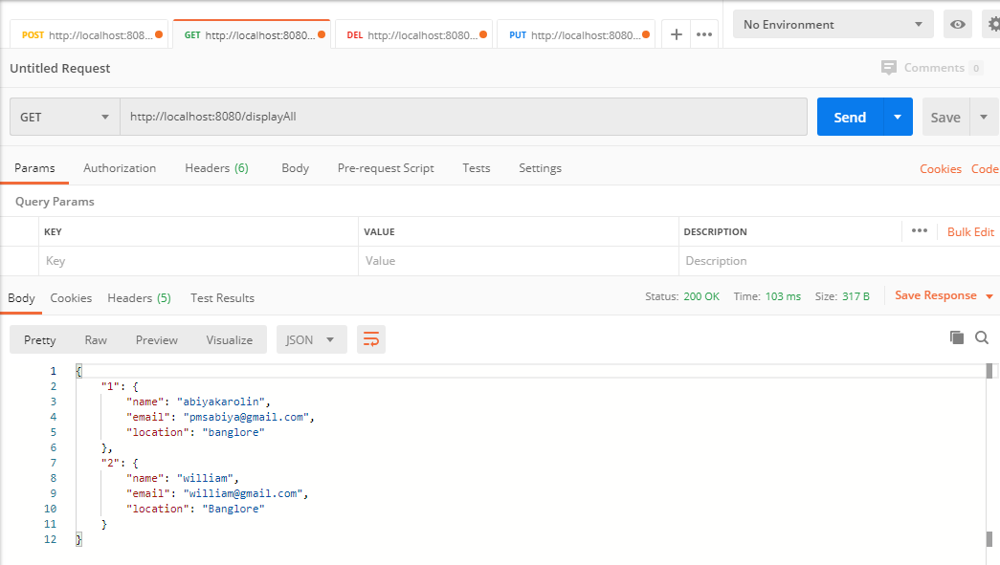 POST http://localhost:808... GET http://localhost:8080... DEL http://localhost:8080... PUT http://localhost:8080... + ••• No Environment
Untitled Request Comments 0
GET http://localhost:8080/displayAll Send Save
Params Authorization Headers (6) Body Pre-request Script Tests Settings Cookies Code
Query Params
KEY VALUE DESCRIPTION ••• Bulk Edit
Key Value Description
Body Cookies Headers (5) Test Results Status: 200 OK Time: 103 ms Size: 317 B Save Response
Pretty Raw Preview Visualize JSON
1 {
2 "1": {
3 "name": "abiyakarolin",
4 "email": "pmsabiya@gmail.com",
5 "location": "banglore"
6 },
7 "2": {
8 "name": "william",
9 "email": "william@gmail.com",
10 "location": "Banglore"
11 }
12 }